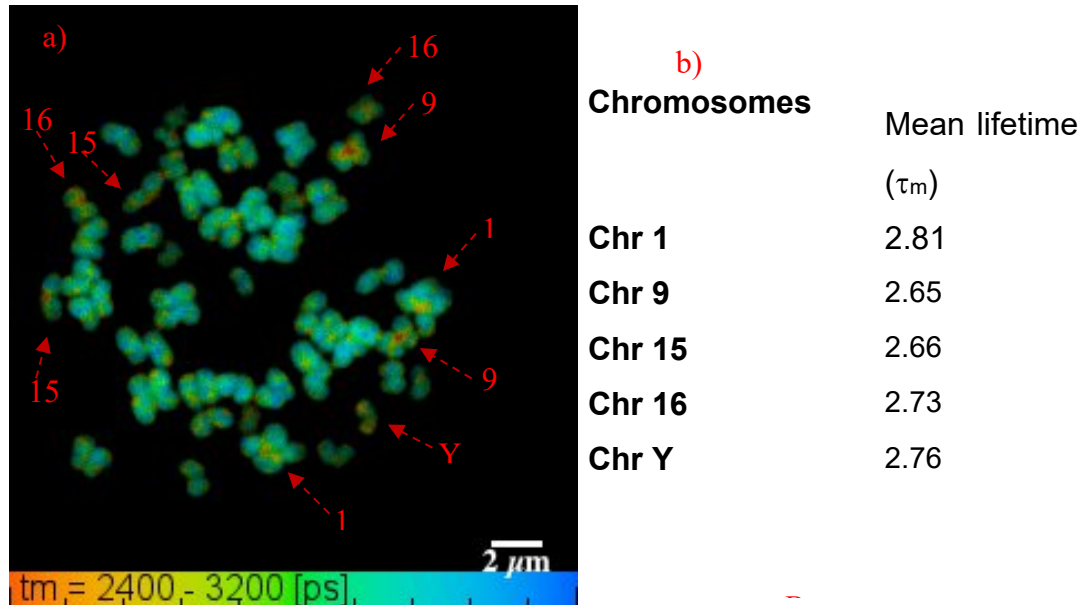 a)
16
9
16
15
1
15
9
Y
1
2 μm
tm = 2400 - 3200 [ps]
b)
Chromosomes
Mean lifetime
(τm)
Chr 1 2.81
Chr 9 2.65
Chr 15 2.66
Chr 16 2.73
Chr Y 2.76